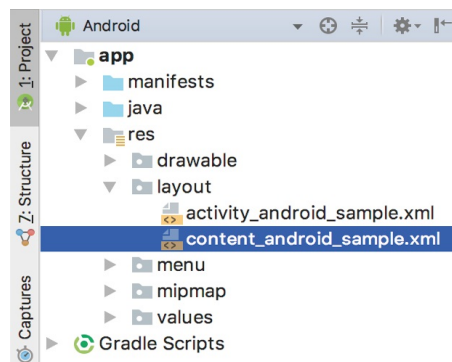 1: Project
Z: Structure
Captures
Android
app
manifests
java
res
drawable
layout
activity_android_sample.xml
content_android_sample.xml
menu
mipmap
values
Gradle Scripts